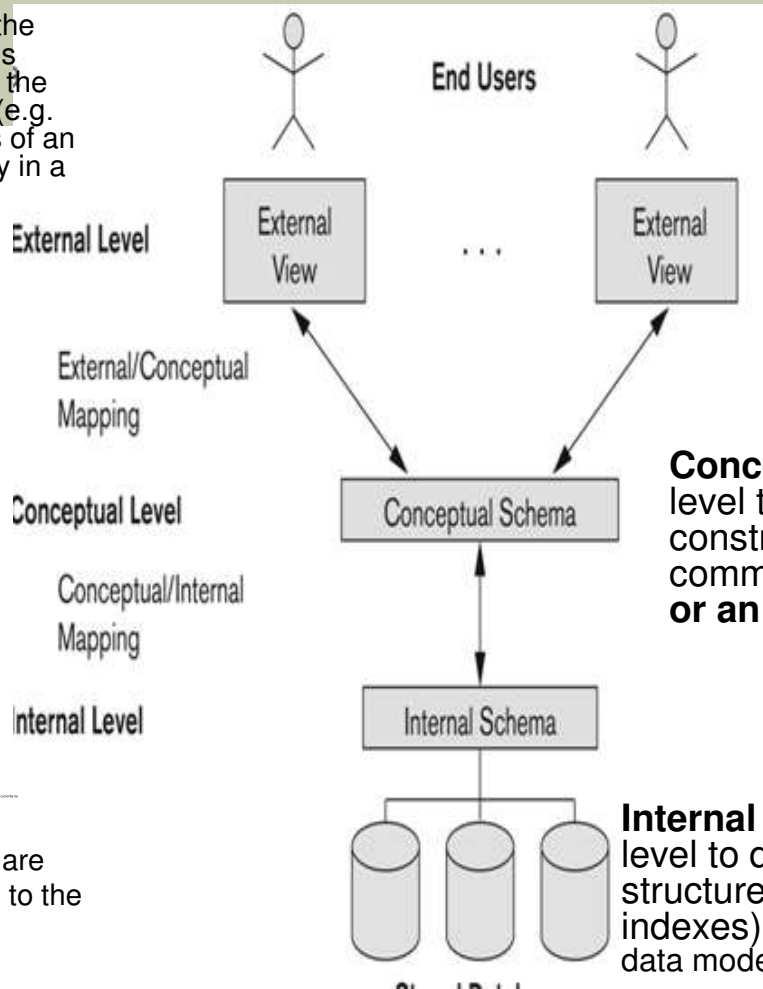 the
s
the
(e.g.
s of an
y in a
End Users
External Level
External
View
. . .
External
View
External/Conceptual
Mapping
Conc
level t
constr
comm
or an
Conceptual Level
Conceptual Schema
Conceptual/Internal
Mapping
Internal Level
Internal Schema
are
to the
Internal
level to d
structure
indexes)
data mode